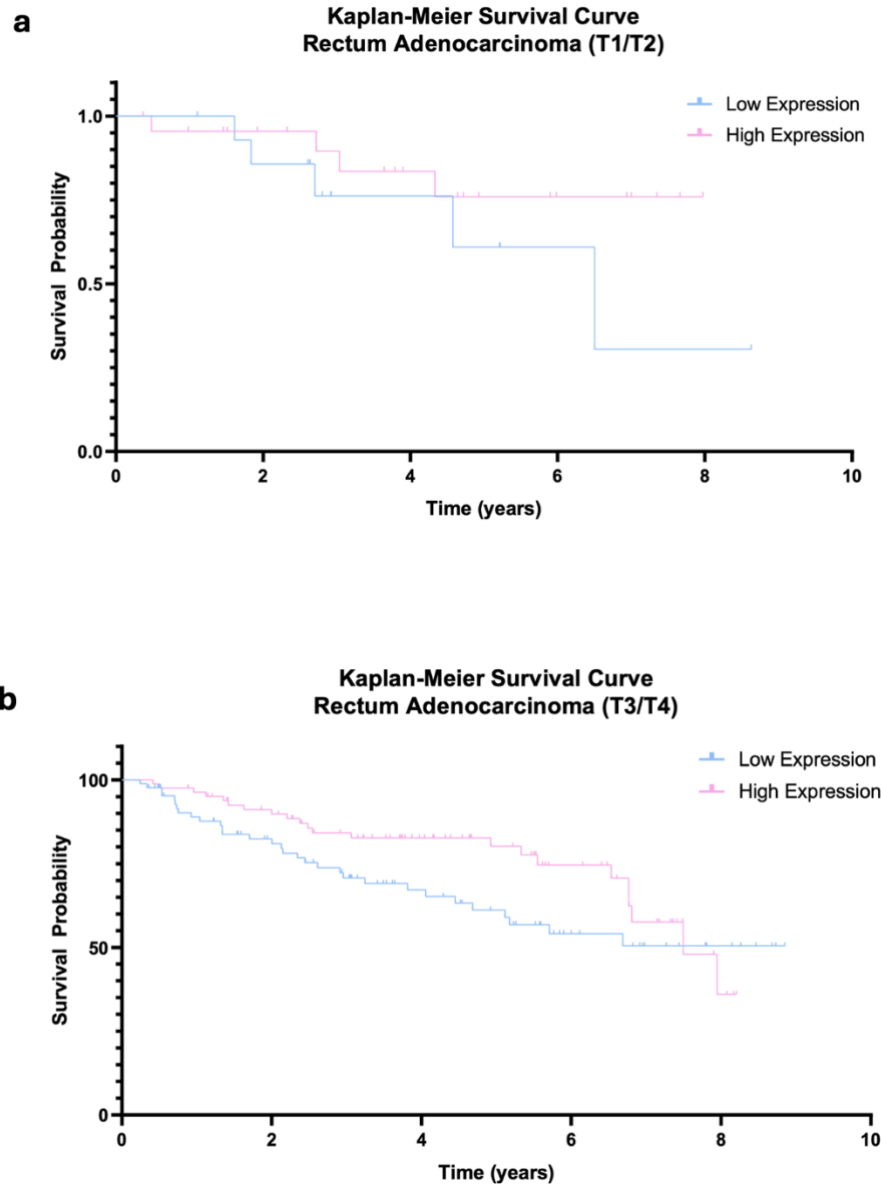 a
Kaplan-Meier Survival Curve
Rectum Adenocarcinoma (T1/T2)
Low Expression
High Expression
1.0
0.5
0.0
Survival Probability
0 2 4 6 8 10
Time (years)
b
Kaplan-Meier Survival Curve
Rectum Adenocarcinoma (T3/T4)
Low Expression
High Expression
100
50
0
Survival Probability
0 2 4 6 8 10
Time (years)